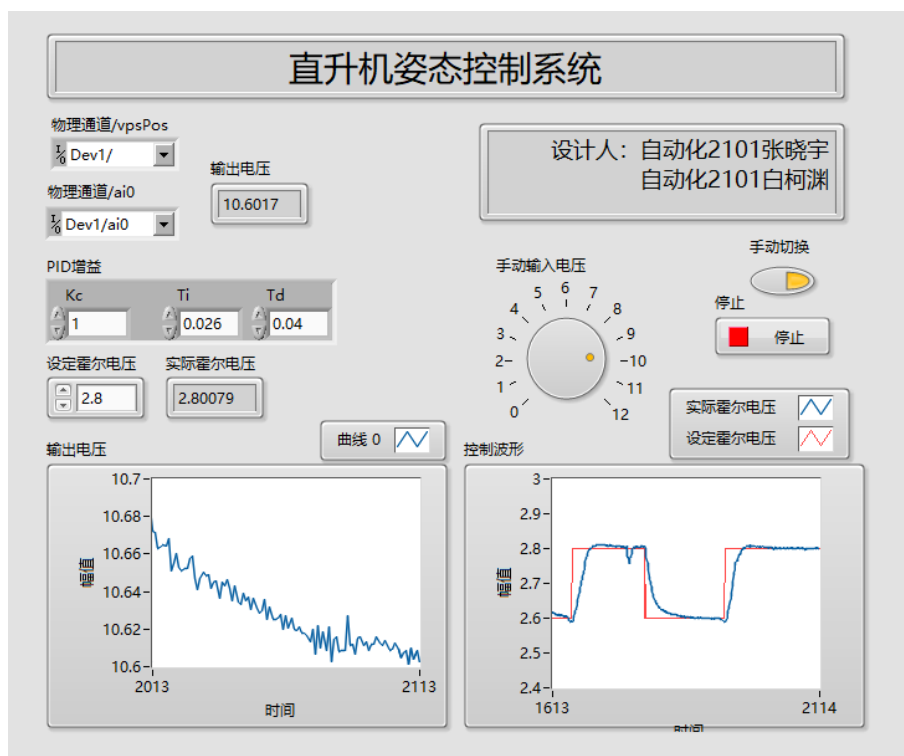 直升机姿态控制系统
物理通道/vpsPos
Dev1/
物理通道/ai0
Dev1/ai0
输出电压
10.6017
设计人：自动化2101张晓宇
自动化2101白柯渊
PID增益
Kc Ti Td
1 0.026 0.04
设定霍尔电压 实际霍尔电压
2.8 2.80079
手动输入电压
0 1 2 3 4 5 6 7 8 9 10 11 12
手动切换
停止
停止
实际霍尔电压
设定霍尔电压
输出电压
曲线 0
幅值
10.7
10.68
10.66
10.64
10.62
10.6
2013 2113
时间
控制波形
幅值
3
2.9
2.8
2.7
2.6
2.5
2.4
1613 2114
时间